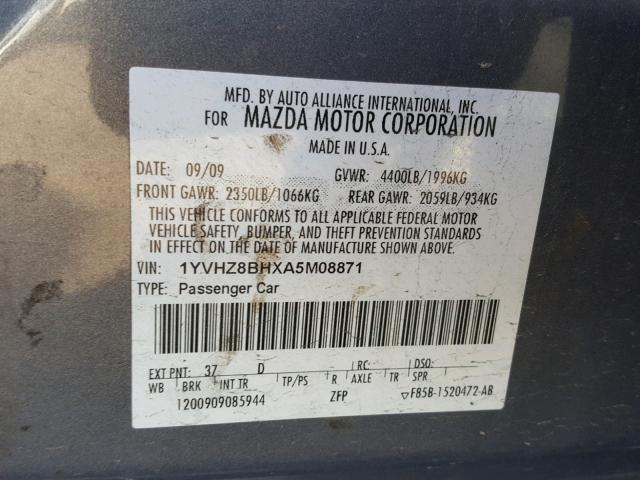 MFD. BY AUTO ALLIANCE INTERNATIONAL, INC.
FOR MAZDA MOTOR CORPORATION
MADE IN U.S.A.
DATE: 09/09 GVWR: 4400LB/1996KG
FRONT GAWR: 2350LB/1066KG REAR GAWR: 2059LB/934KG
THIS VEHICLE CONFORMS TO ALL APPLICABLE FEDERAL MOTOR
VEHICLE SAFETY, BUMPER, AND THEFT PREVENTION STANDARDS
IN EFFECT ON THE DATE OF MANUFACTURE SHOWN ABOVE.
VIN: 1YVHZ8BHXA5M08871
TYPE: Passenger Car
EXT PNT: 37 D RC: DSO:
WB BRK INT TR TP/PS R AXLE TR SPR
1200909085944 ZFP ▽F85B-1520472-AB